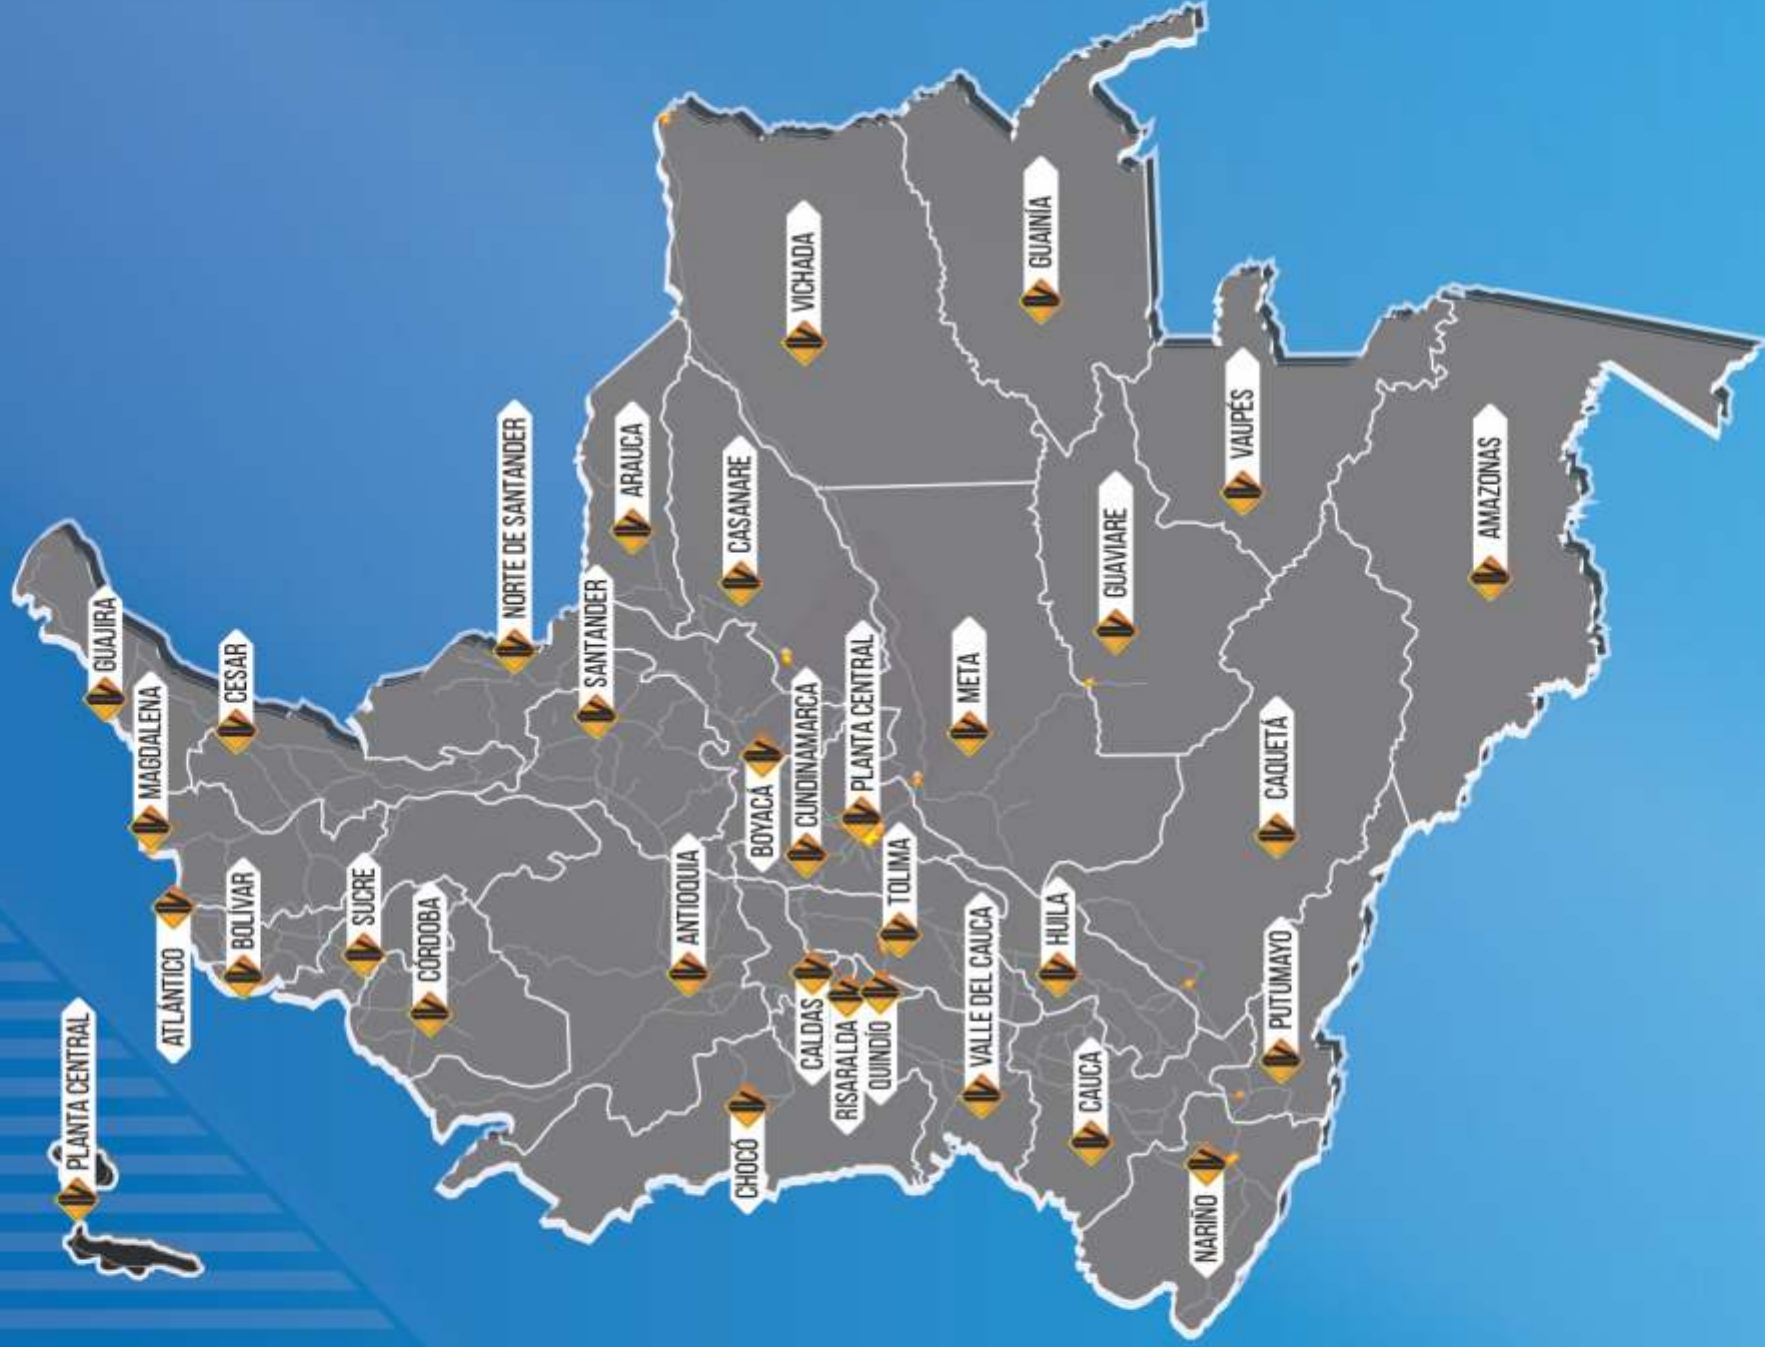 PLANTA CENTRAL
GUAJIRA
MAGDALENA
ATLÁNTICO
CESAR
BOLÍVAR
SUCRE
CÓRDOBA
NORTE DE SANTANDER
SANTANDER
ARAUCA
ANTIOQUIA
CASANARE
CHOCÓ
BOYACÁ
VICHADA
CUNDINAMARCA
CALDAS
RISARALDA
PLANTA CENTRAL
QUINDÍO
TOLIMA
META
VALLE DEL CAUCA
GUAINÍA
HUILA
CAUCA
GUAVIARE
NARIÑO
VAUPÉS
CAQUETÁ
PUTUMAYO
AMAZONAS